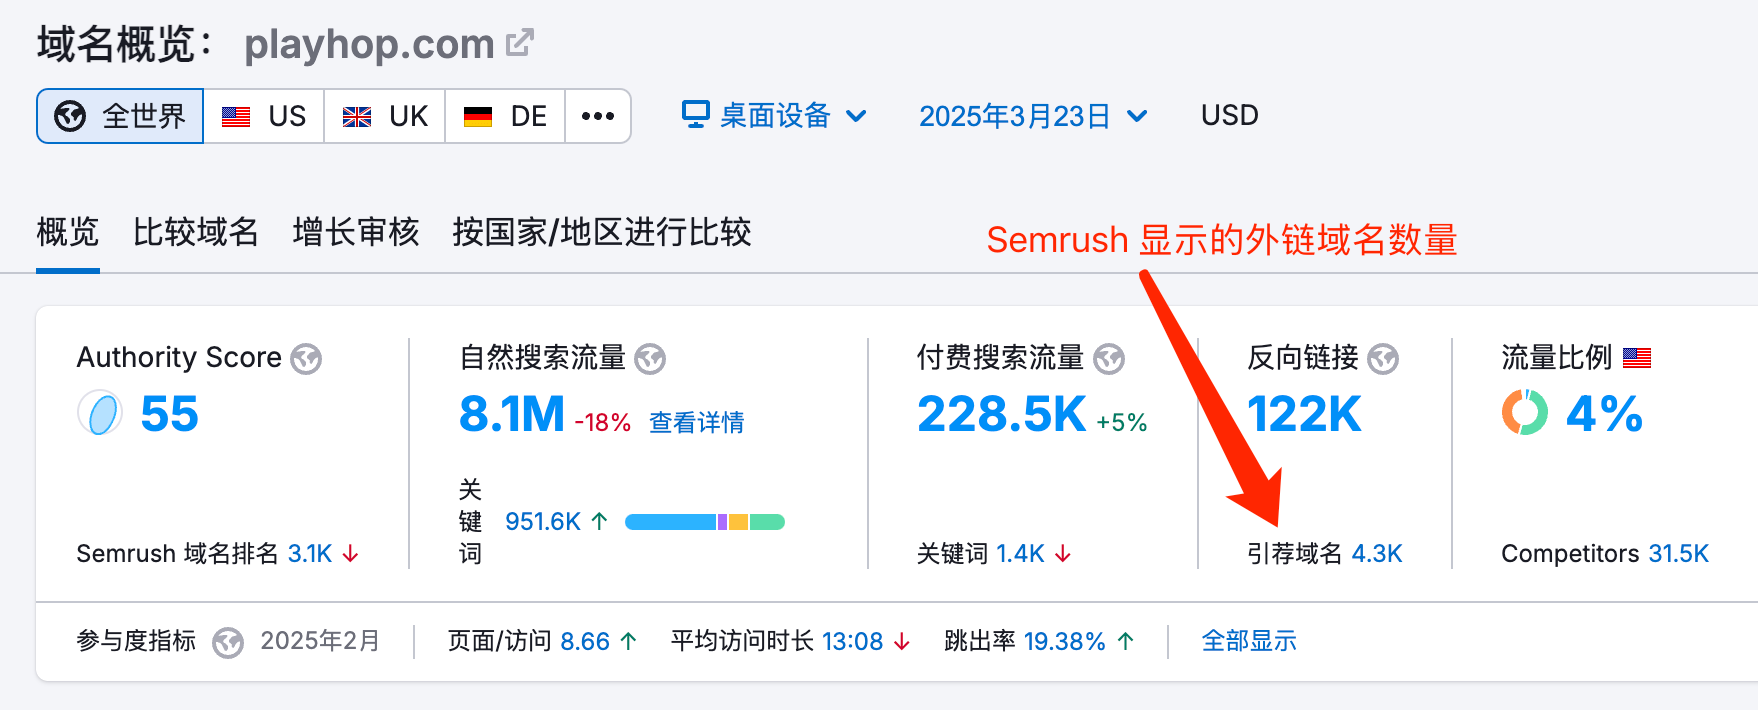 域名概览： playhop.com
全世界 US UK DE ••• 桌面设备 2025年3月23日 USD
概览 比较域名 增长审核 按国家/地区进行比较
Semrush 显示的外链域名数量
Authority Score
55
Semrush 域名排名 3.1K ↓
自然搜索流量
8.1M -18% 查看详情
关键词 951.6K ↑
付费搜索流量
228.5K +5%
关键词 1.4K ↓
反向链接
122K
引荐域名 4.3K
流量比例
4%
Competitors 31.5K
参与度指标 2025年2月 页面/访问 8.66 ↑ 平均访问时长 13:08 ↓ 跳出率 19.38% ↑ 全部显示